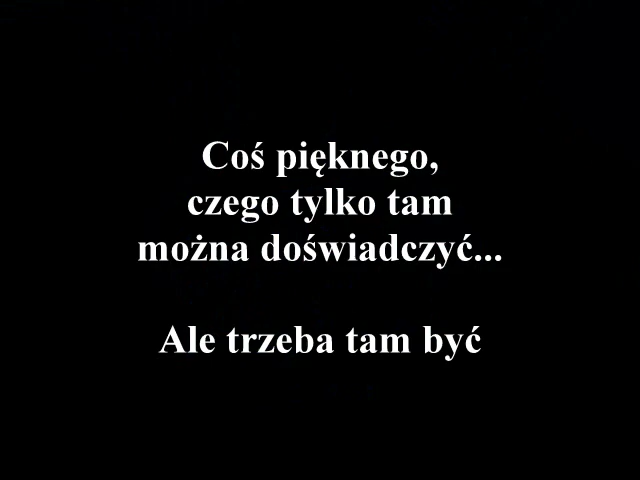 Coś pięknego,
czego tylko tam
można doświadczyć...
Ale trzeba tam być